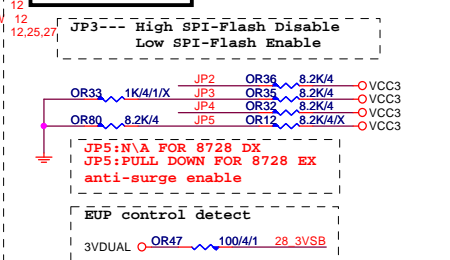 12
12
12,25,27
JP3--- High SPI-Flash Disable
Low SPI-Flash Enable
JP2 OR36 8.2K/4 VCC3
OR33 1K/4/1/X JP3 OR35 8.2K/4 VCC3
JP4 OR32 8.2K/4 VCC3
OR80 8.2K/4 JP5 OR12 8.2K/4/X VCC3
JP5:N\A FOR 8728 DX
JP5:PULL DOWN FOR 8728 EX
anti-surge enable
EUP control detect
3VDUAL OR47 100/4/1 28_3VSB